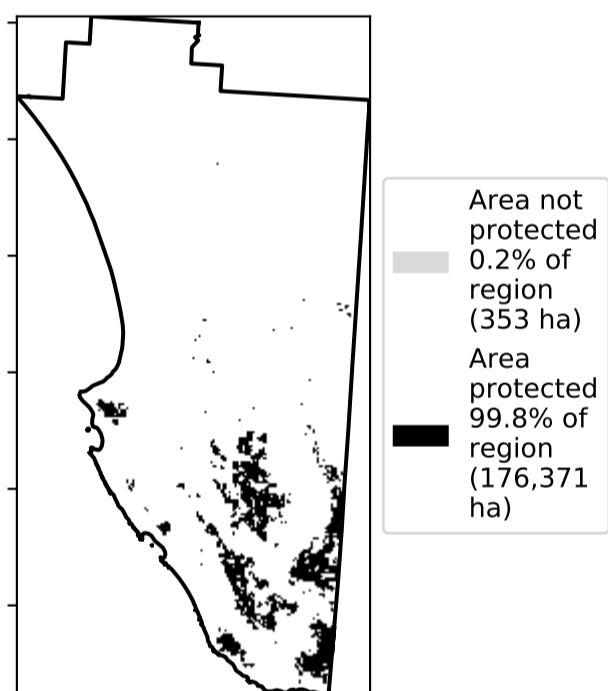 Area not
protected
0.2% of
region
(353 ha)
Area
protected
99.8% of
region
(176,371
ha)